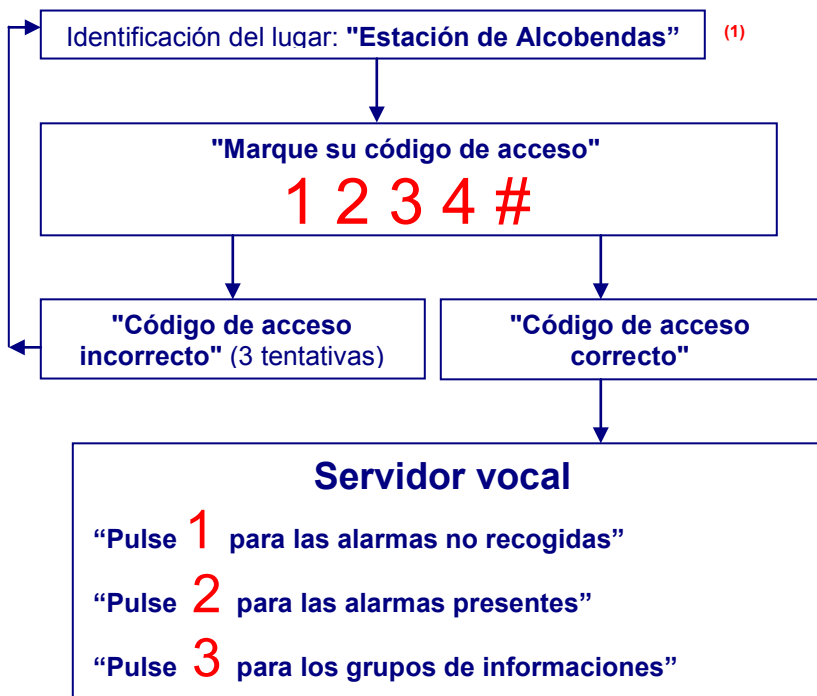 Identificación del lugar: "Estación de Alcobendas” (1)
"Marque su código de acceso"
1 2 3 4 #
"Código de acceso
incorrecto" (3 tentativas)
"Código de acceso
correcto"
Servidor vocal
“Pulse 1 para las alarmas no recogidas”
“Pulse 2 para las alarmas presentes”
“Pulse 3 para los grupos de informaciones”